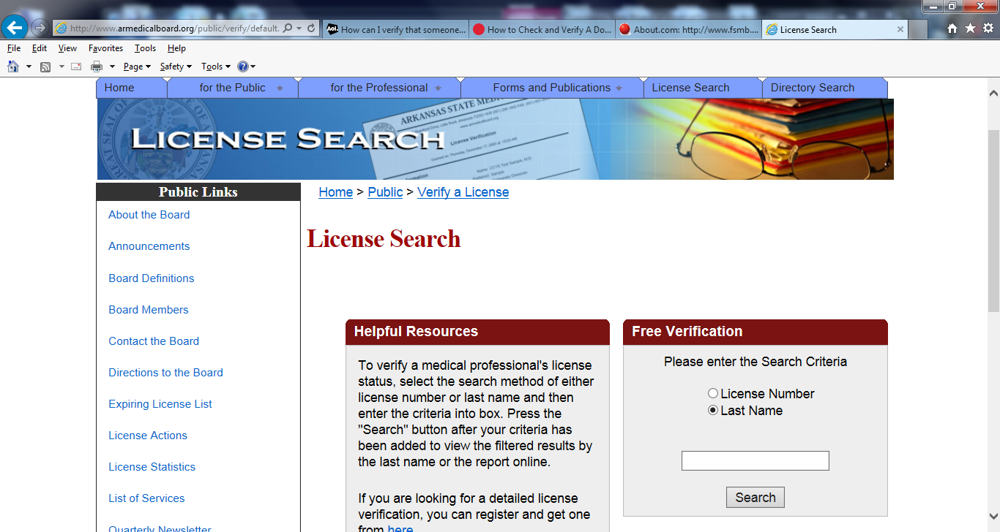 http://www.armedicalboard.org/public/verify/default.
Aol. How can I verify that someone...
How to Check and Verify A Do...
About.com: http://www.fsmb....
License Search
File Edit View Favorites Tools Help
Page Safety Tools
Home for the Public for the Professional Forms and Publications License Search Directory Search
ARKANSAS STATE MED
License Verification
LICENSE SEARCH
Public Links
Home > Public > Verify a License
About the Board
Announcements
Board Definitions
Board Members
Contact the Board
Directions to the Board
Expiring License List
License Actions
License Statistics
List of Services
Quarterly Newsletter
License Search
Helpful Resources
To verify a medical professional's license
status, select the search method of either
license number or last name and then
enter the criteria into box. Press the
"Search" button after your criteria has
been added to view the filtered results by
the last name or the report online.
If you are looking for a detailed license
verification, you can register and get one
from here
Free Verification
Please enter the Search Criteria
License Number
Last Name
Search